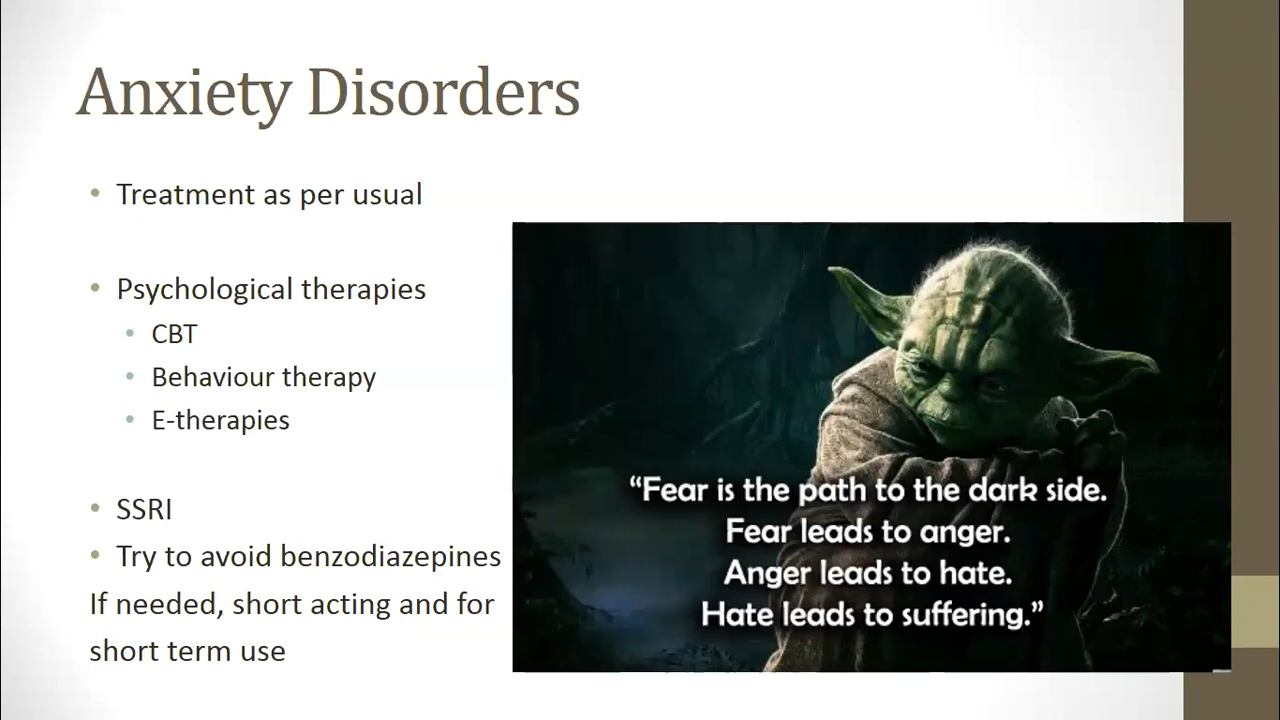 Anxiety Disorders
• Treatment as per usual
• Psychological therapies
• CBT
• Behaviour therapy
• E-therapies
• SSRI
• Try to avoid benzodiazepines
If needed, short acting and for
short term use
“Fear is the path to the dark side.
Fear leads to anger.
Anger leads to hate.
Hate leads to suffering.”